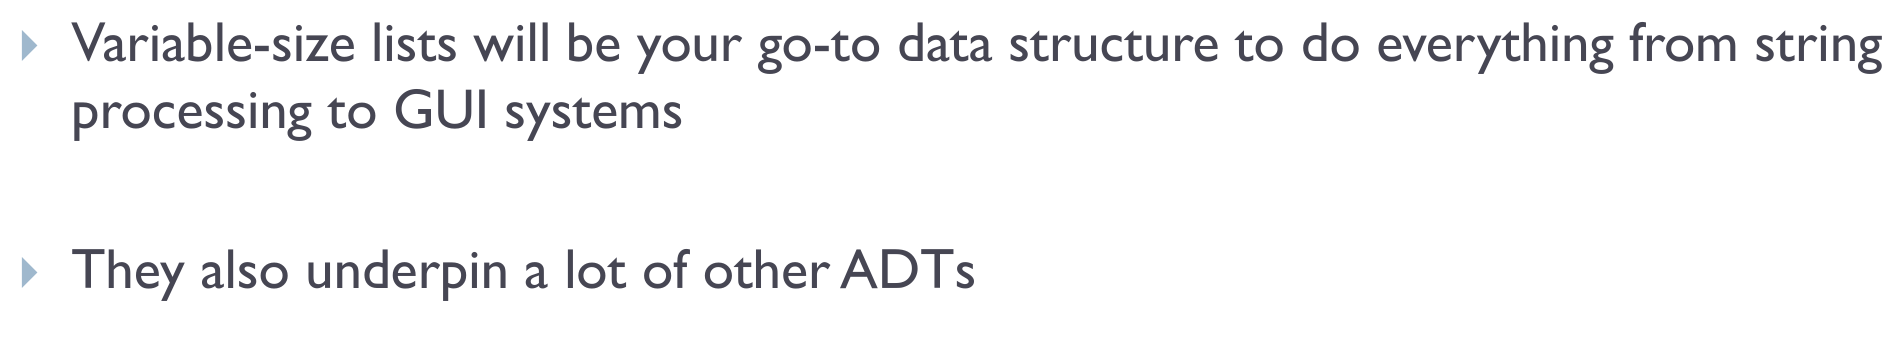 Variable-size lists will be your go-to data structure to do everything from string
processing to GUI systems
They also underpin a lot of other ADTs